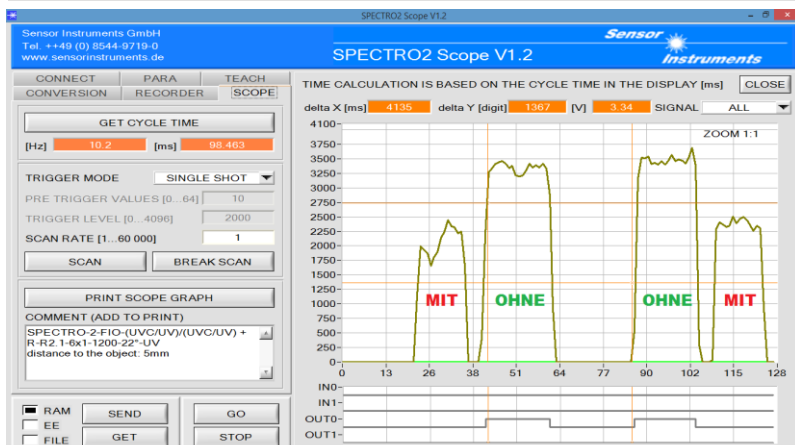 SPECTRO2 Scope V1.2
Sensor Instruments GmbH
Tel. ++49 (0) 8544-9719-0
www.sensorinstruments.de
SPECTRO2 Scope V1.2
Sensor
Instruments
CONNECT PARA TEACH
CONVERSION RECORDER SCOPE
GET CYCLE TIME
[Hz] 10.2 [ms] 98.463
TRIGGER MODE SINGLE SHOT
PRE TRIGGER VALUES [0...64] 10
TRIGGER LEVEL [0...4096] 2000
SCAN RATE [1...60 000] 1
SCAN BREAK SCAN
PRINT SCOPE GRAPH
COMMENT (ADD TO PRINT)
SPECTRO-2-FIO-(UVC/UV)/(UVC/UV) +
R-R2.1-6x1-1200-22°-UV
distance to the object: 5mm
RAM
EE
FILE
SEND GO
GET STOP
TIME CALCULATION IS BASED ON THE CYCLE TIME IN THE DISPLAY [ms] CLOSE
delta X [ms] 4135 delta Y [digit] 1367 [V] 3.34 SIGNAL ALL
ZOOM 1:1
4100
3750
3500
3250
3000
2750
2500
2250
2000
1750
1500
1250
1000
750
500
250
0
MIT OHNE OHNE MIT
0 13 26 38 51 64 77 90 102 115 128
IN0
IN1
OUT0
OUT1